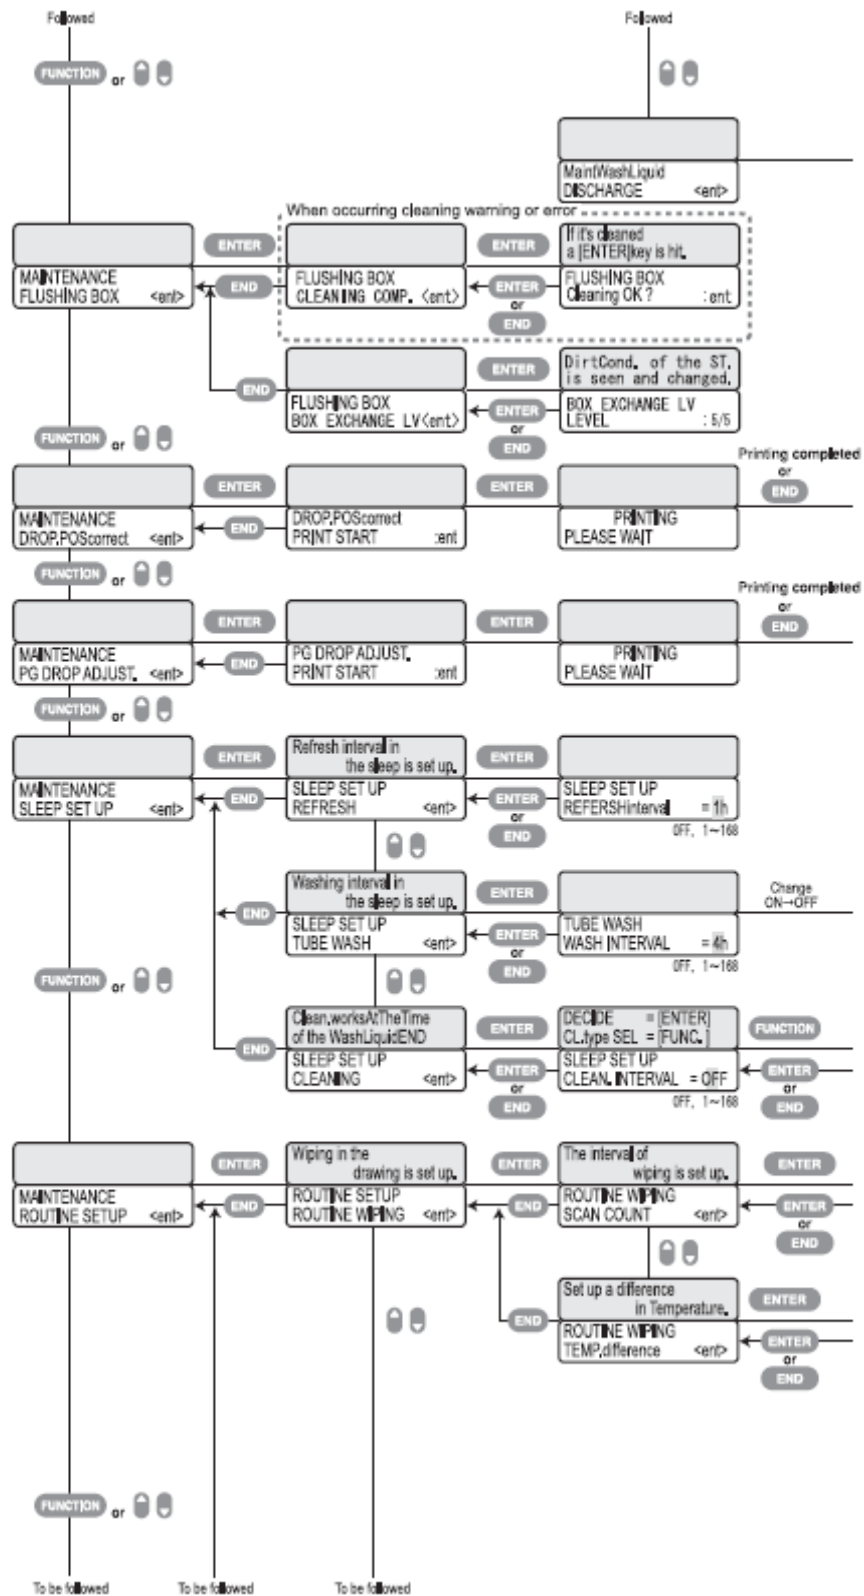 Followed
Followed
FUNCTION or
MaintWashLiquid
DISCHARGE <ent>
When occurring cleaning warning or error
ENTER
ENTER
If it's cleaned
a [ENTER]key is hit.
MAINTENANCE
FLUSHING BOX <ent>
END
FLUSHING BOX
CLEANING COMP. <ent>
ENTER
or
END
FLUSHING BOX
Cleaning OK ? : ent
ENTER
DirtCond. of the ST.
is seen and changed.
END
FLUSHING BOX
BOX EXCHANGE LV<ent>
ENTER
or
END
BOX EXCHANGE LV
LEVEL : 5/5
FUNCTION or
Printing completed
or
END
ENTER
ENTER
MAINTENANCE
DROP.POScorrect <ent>
END
DROP.POScorrect
PRINT START :ent
PRINTING
PLEASE WAIT
FUNCTION or
Printing completed
or
END
ENTER
ENTER
MAINTENANCE
PG DROP ADJUST. <ent>
END
PG DROP ADJUST.
PRINT START :ent
PRINTING
PLEASE WAIT
FUNCTION or
ENTER
Refresh interval in
the sleep is set up.
ENTER
MAINTENANCE
SLEEP SET UP <ent>
END
SLEEP SET UP
REFRESH <ent>
ENTER
or
END
SLEEP SET UP
REFERSHinterval = 1h
OFF, 1~168
Washing interval in
the sleep is set up.
ENTER
Change
ON→OFF
END
SLEEP SET UP
TUBE WASH <ent>
ENTER
or
END
TUBE WASH
WASH INTERVAL = 4h
OFF, 1~168
FUNCTION or
Clean.worksAtTheTime
of the WashLiquidEND
ENTER
DECIDE = [ENTER]
CL.type SEL = [FUNC. ]
FUNCTION
END
SLEEP SET UP
CLEANING <ent>
ENTER
or
END
SLEEP SET UP
CLEAN. INTERVAL = OFF
OFF, 1~168
ENTER
or
END
ENTER
Wiping in the
drawing is set up.
ENTER
The interval of
wiping is set up.
ENTER
MAINTENANCE
ROUTINE SETUP <ent>
END
ROUTINE SETUP
ROUTINE WIPING <ent>
END
ROUTINE WIPING
SCAN COUNT <ent>
ENTER
or
END
Set up a difference
in Temperature.
ENTER
END
ROUTINE WIPING
TEMP.difference <ent>
ENTER
or
END
FUNCTION or
To be followed
To be followed
To be followed